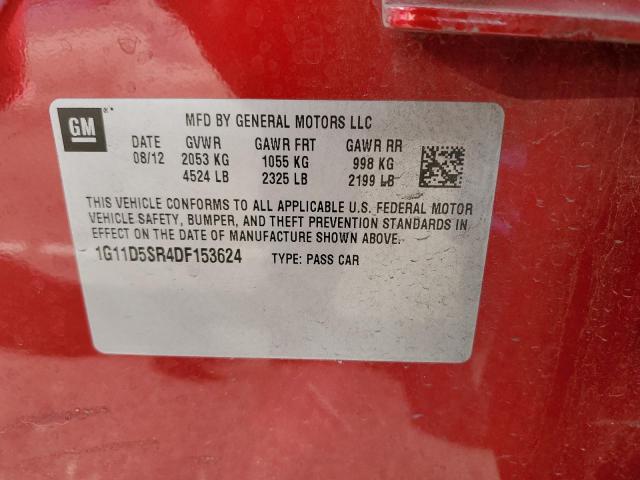 GM
MFD BY GENERAL MOTORS LLC
DATE GVWR GAWR FRT GAWR RR
08/12 2053 KG 1055 KG 998 KG
4524 LB 2325 LB 2199 LB
THIS VEHICLE CONFORMS TO ALL APPLICABLE U.S. FEDERAL MOTOR
VEHICLE SAFETY, BUMPER, AND THEFT PREVENTION STANDARDS IN
EFFECT ON THE DATE OF MANUFACTURE SHOWN ABOVE.
1G11D5SR4DF153624 TYPE: PASS CAR